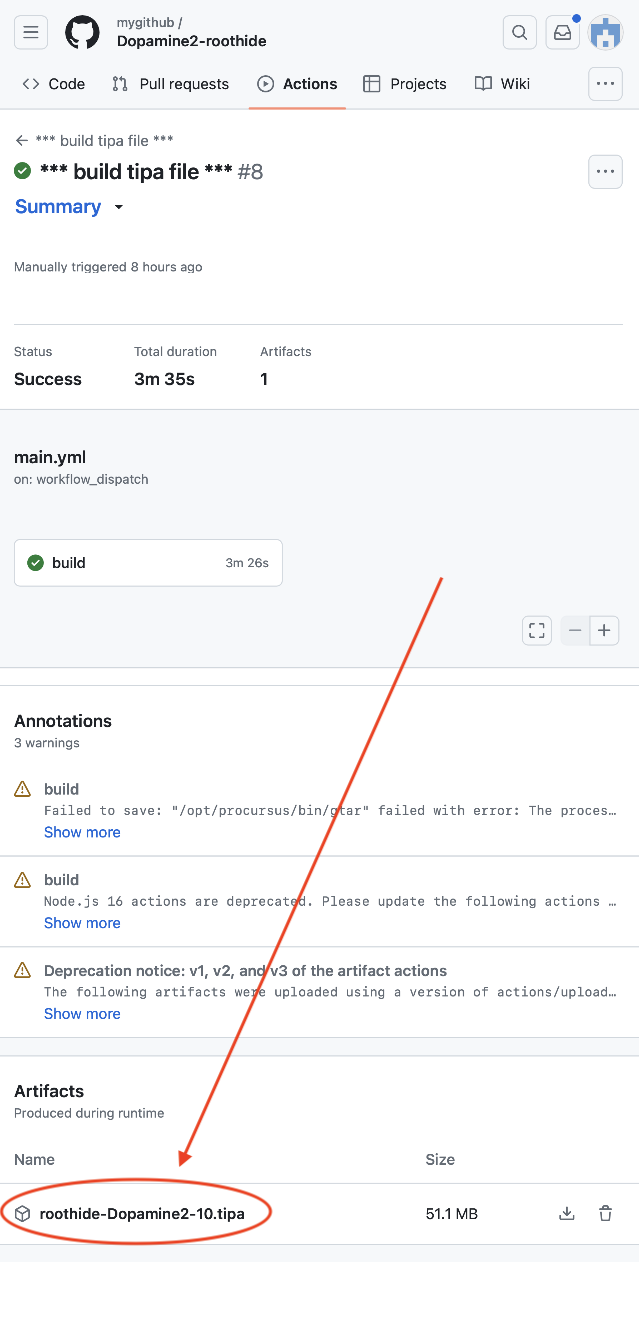 mygithub /
Dopamine2-roothide
Code Pull requests Actions Projects Wiki
*** build tipa file ***
*** build tipa file *** #8
Summary
Manually triggered 8 hours ago
Status Total duration Artifacts
Success 3m 35s 1
main.yml
on: workflow_dispatch
build 3m 26s
Annotations
3 warnings
build
Failed to save: "/opt/procursus/bin/gtar" failed with error: The proces…
Show more
build
Node.js 16 actions are deprecated. Please update the following actions …
Show more
Deprecation notice: v1, v2, and v3 of the artifact actions
The following artifacts were uploaded using a version of actions/upload…
Show more
Artifacts
Produced during runtime
Name Size
roothide-Dopamine2-10.tipa 51.1 MB